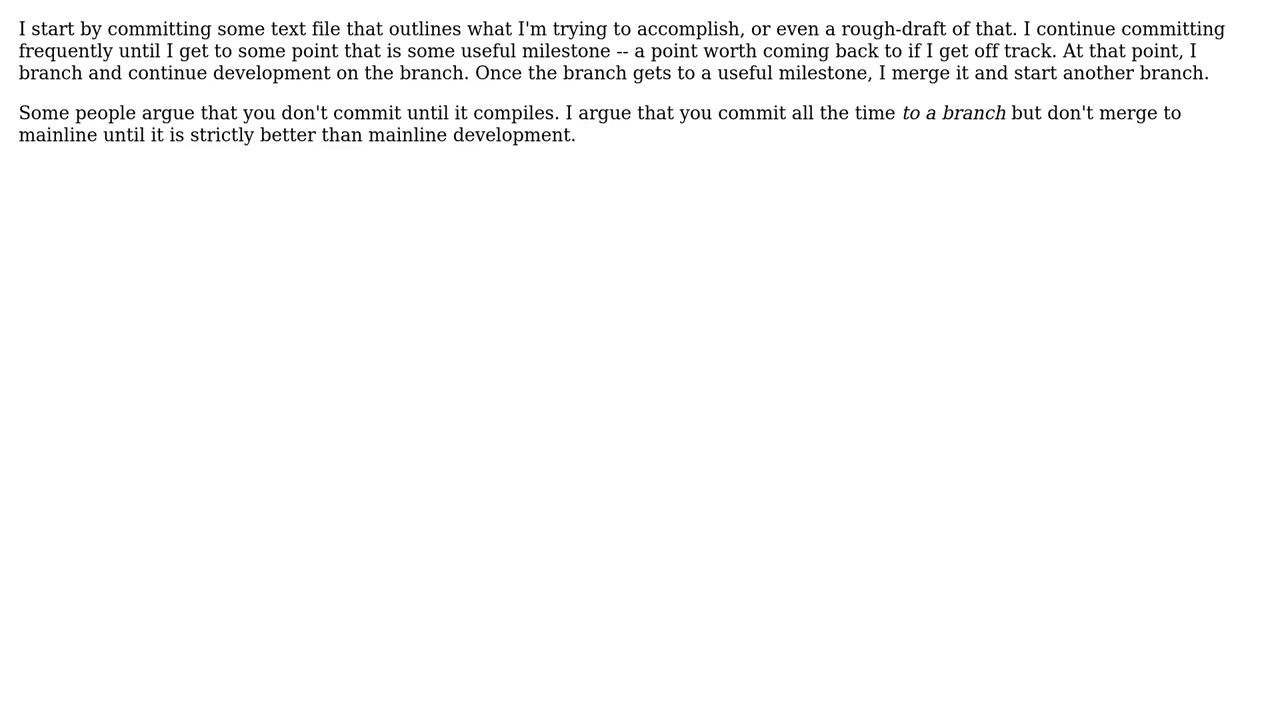 I start by committing some text file that outlines what I'm trying to accomplish, or even a rough-draft of that. I continue committing
frequently until I get to some point that is some useful milestone -- a point worth coming back to if I get off track. At that point, I
branch and continue development on the branch. Once the branch gets to a useful milestone, I merge it and start another branch.
Some people argue that you don't commit until it compiles. I argue that you commit all the time to a branch but don't merge to
mainline until it is strictly better than mainline development.